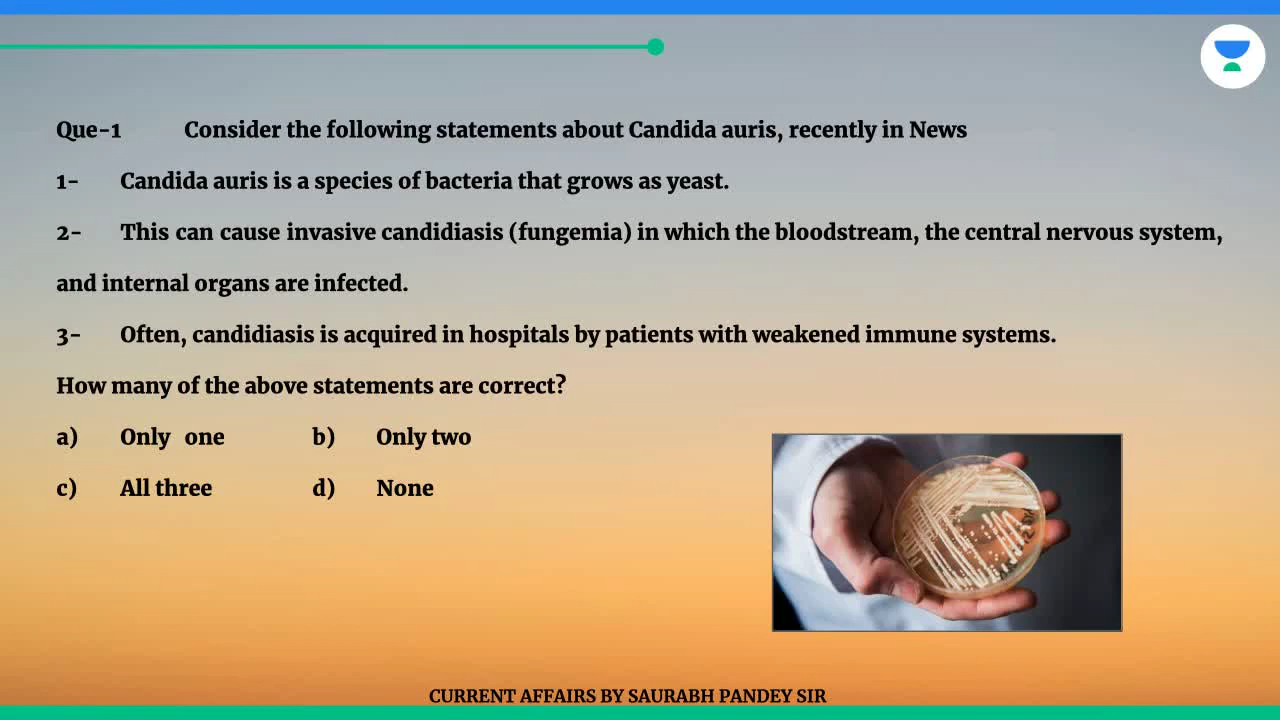 Que-1 Consider the following statements about Candida auris, recently in News
1- Candida auris is a species of bacteria that grows as yeast.
2- This can cause invasive candidiasis (fungemia) in which the bloodstream, the central nervous system,
and internal organs are infected.
3- Often, candidiasis is acquired in hospitals by patients with weakened immune systems.
How many of the above statements are correct?
a) Only one b) Only two
c) All three d) None
CURRENT AFFAIRS BY SAURABH PANDEY SIR